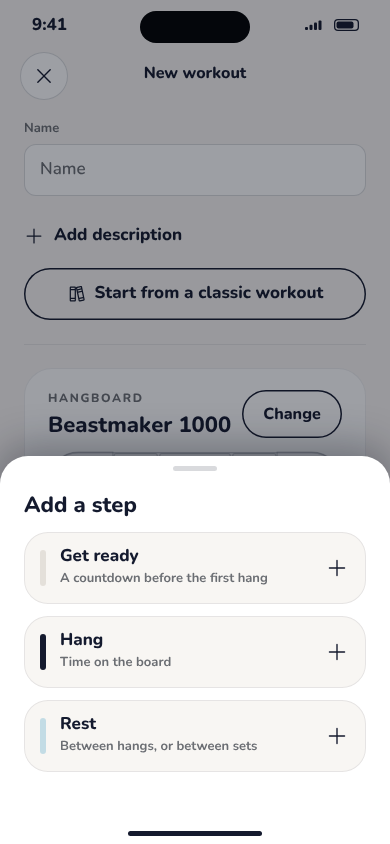 9:41
New workout
Name
Name
Add description
Start from a classic workout
HANGBOARD
Beastmaker 1000
Change
Add a step
Get ready
A countdown before the first hang
Hang
Time on the board
Rest
Between hangs, or between sets